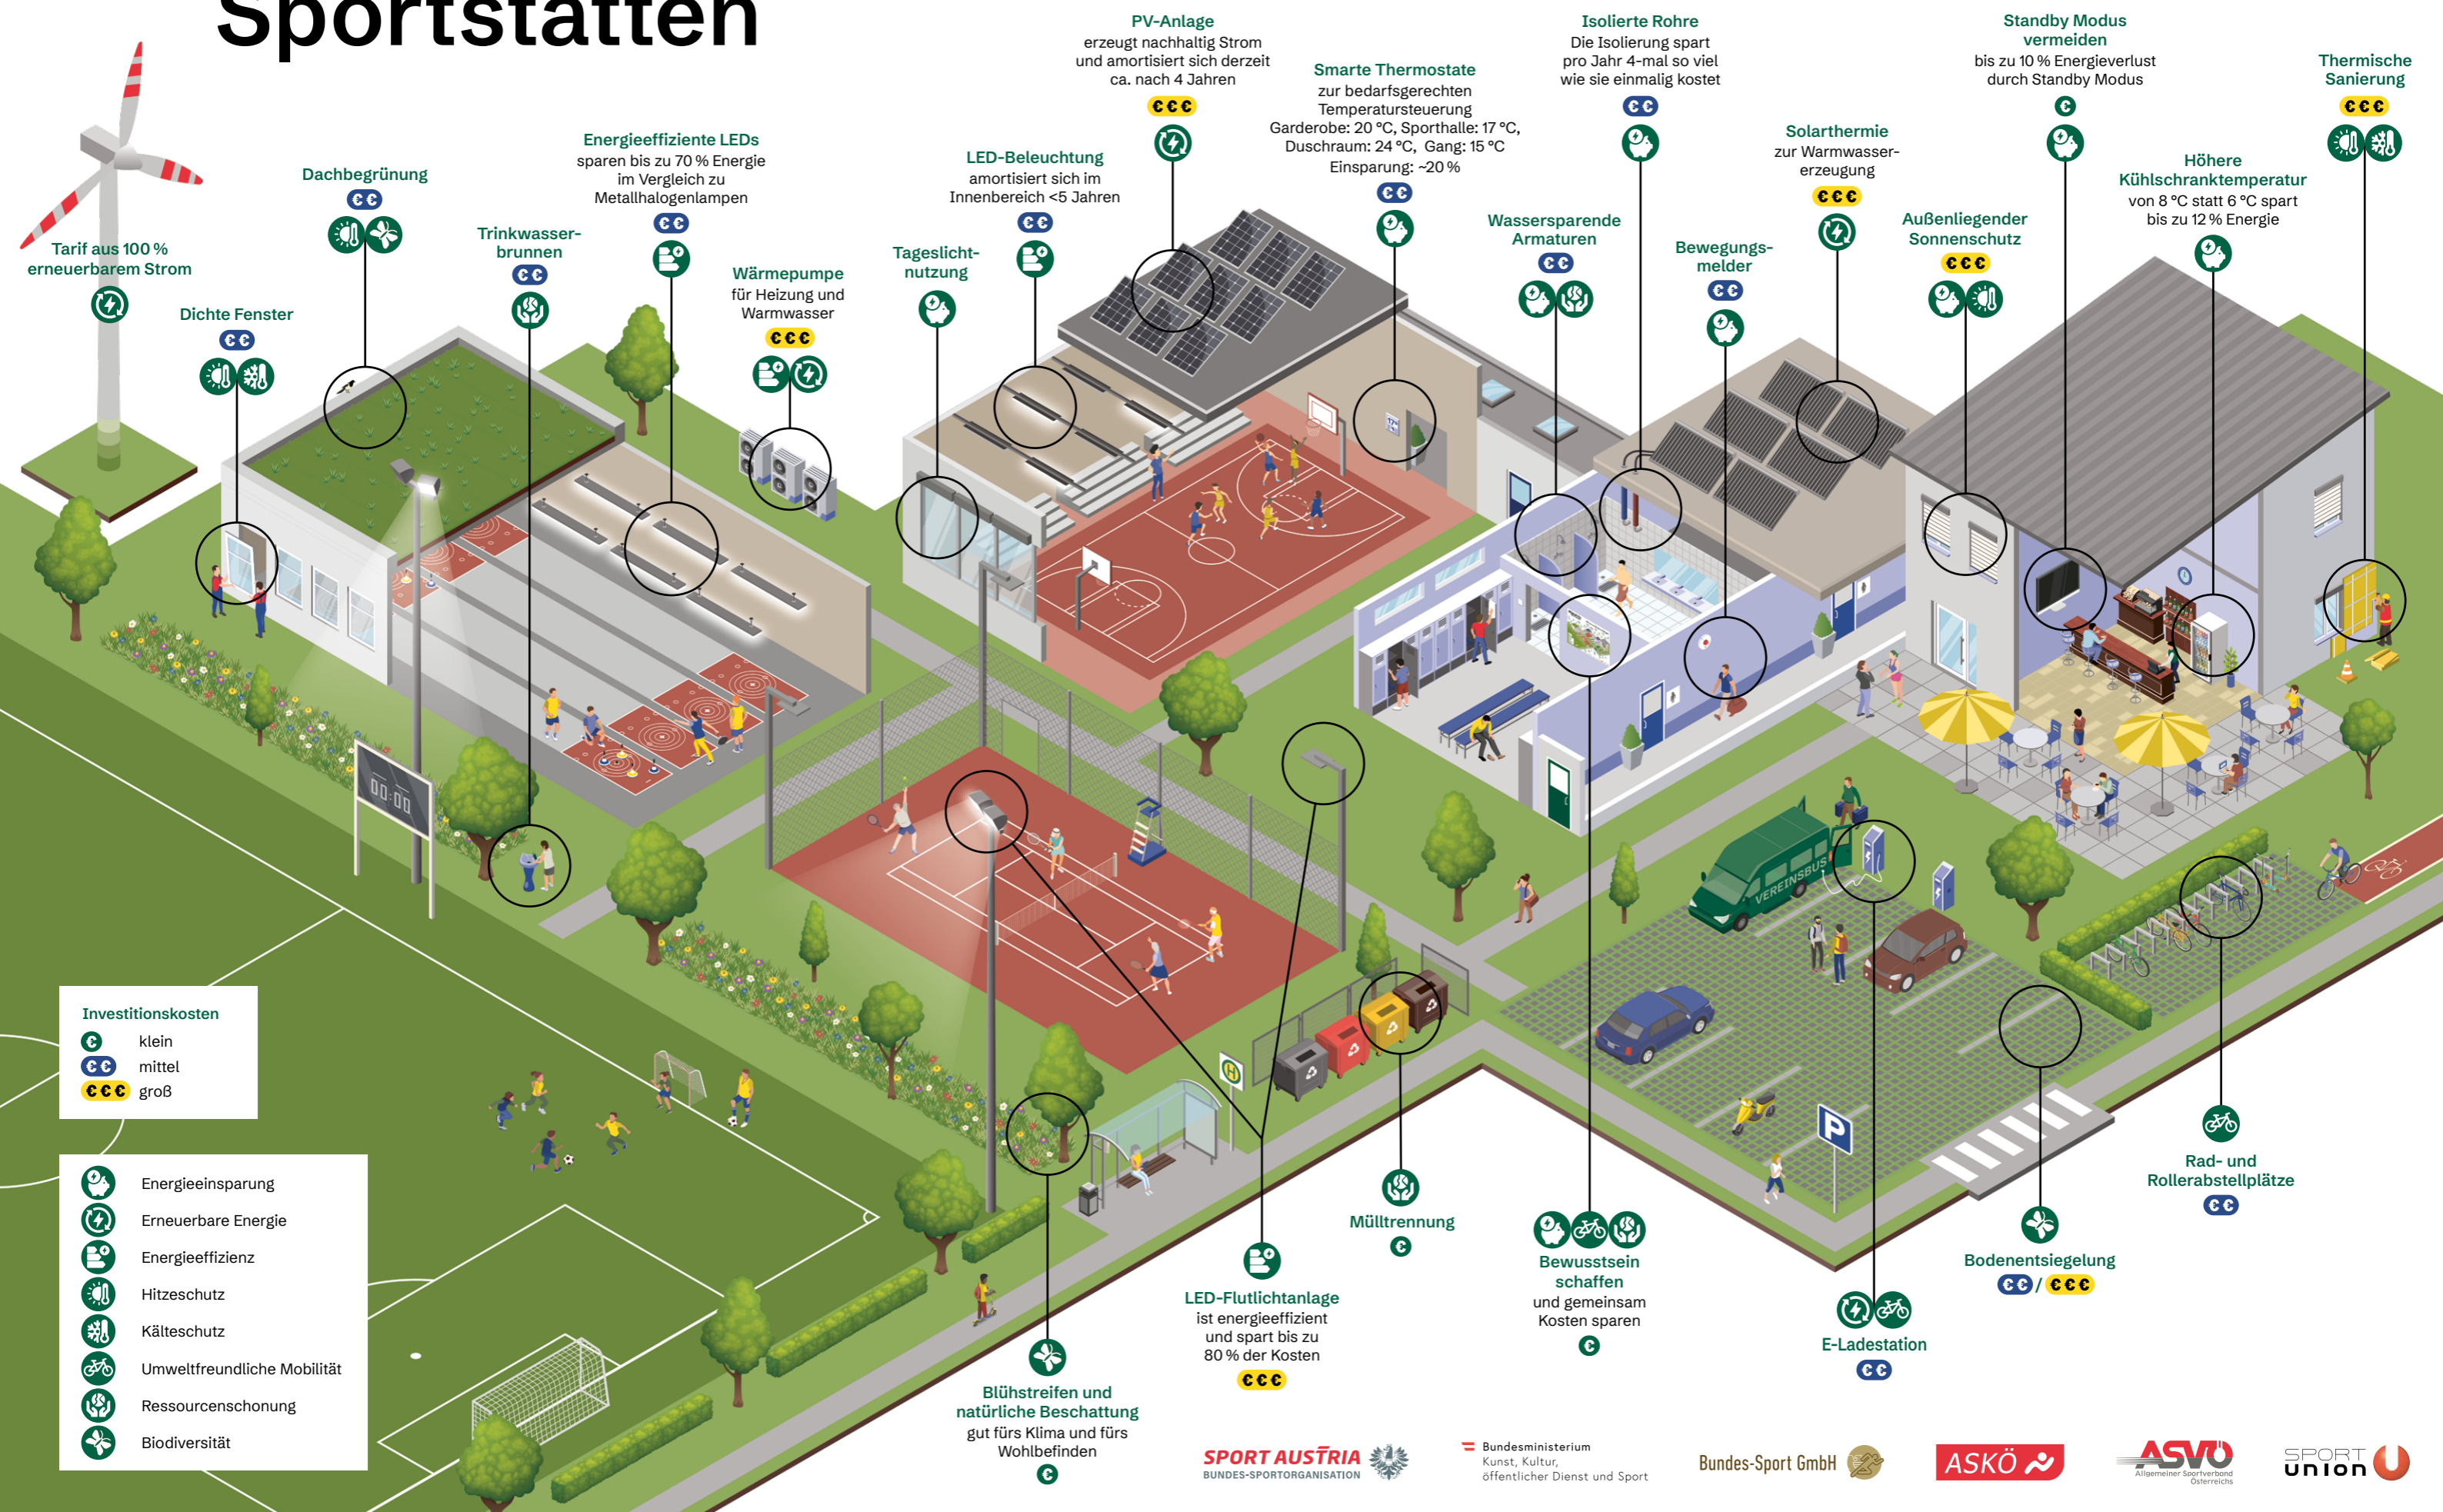 Sportstätten
PV-Anlage
erzeugt nachhaltig Strom
und amortisiert sich derzeit
ca. nach 4 Jahren
€€€
Isolierte Rohre
Die Isolierung spart
pro Jahr 4-mal so viel
wie sie einmalig kostet
€€
Standby Modus
vermeiden
bis zu 10 % Energieverlust
durch Standby Modus
€
Thermische
Sanierung
€€€
Smarte Thermostate
zur bedarfsgerechten
Temperatursteuerung
Garderobe: 20 °C, Sporthalle: 17 °C,
Duschraum: 24 °C, Gang: 15 °C
Einsparung: ~20 %
€€
Solarthermie
zur Warmwasser-
erzeugung
€€€
Höhere
Kühlschranktemperatur
von 8 °C statt 6 °C spart
bis zu 12 % Energie
Energieeffiziente LEDs
sparen bis zu 70 % Energie
im Vergleich zu
Metallhalogenlampen
€€
LED-Beleuchtung
amortisiert sich im
Innenbereich <5 Jahren
€€
Dachbegrünung
€€
Wassersparende
Armaturen
€€
Außenliegender
Sonnenschutz
€€€
Bewegungs-
melder
€€
Trinkwasser-
brunnen
€€
Tageslicht-
nutzung
Tarif aus 100 %
erneuerbarem Strom
Wärmepumpe
für Heizung und
Warmwasser
€€€
Dichte Fenster
€€
00:00
VEREINSBUS
H
P
Investitionskosten
€ klein
€€ mittel
€€€ groß
Energieeinsparung
Erneuerbare Energie
Energieeffizienz
Hitzeschutz
Kälteschutz
Umweltfreundliche Mobilität
Ressourcenschonung
Biodiversität
Rad- und
Rollerabstellplätze
€€
Mülltrennung
€
Bodenentsiegelung
€€ / €€€
Bewusstsein
schaffen
und gemeinsam
Kosten sparen
€
LED-Flutlichtanlage
ist energieeffizient
und spart bis zu
80 % der Kosten
€€€
E-Ladestation
€€
Blühstreifen und
natürliche Beschattung
gut fürs Klima und fürs
Wohlbefinden
€
SPORT AUSTRIA
BUNDES-SPORTORGANISATION
Bundesministerium
Kunst, Kultur,
öffentlicher Dienst und Sport
Bundes-Sport GmbH
ASKÖ
ASVÖ
Allgemeiner Sportverband
Österreichs
SPORT
union